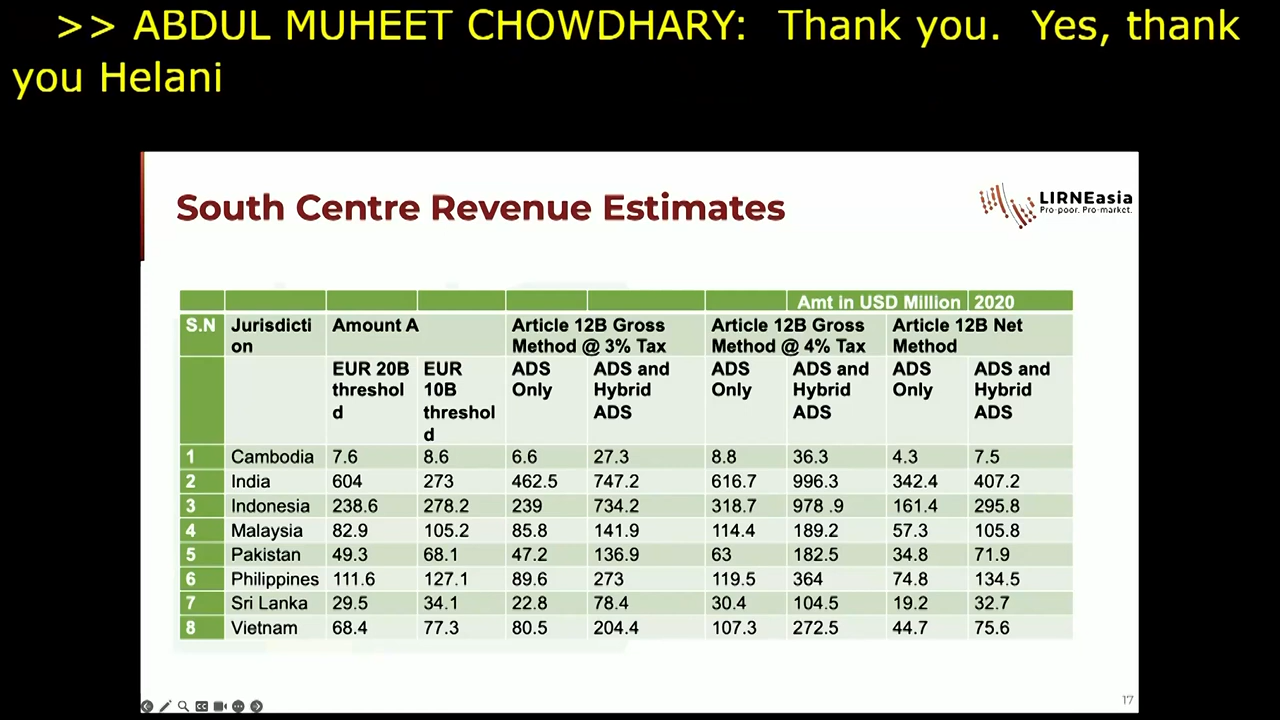 >> ABDUL MUHEET CHOWDHARY: Thank you. Yes, thank
you Helani
South Centre Revenue Estimates
LIRNEasia
Pro-poor. Pro-market.
Amt in USD Million 2020
S.N Jurisdicti Amount A Article 12B Gross Article 12B Gross Article 12B Net
on Method @ 3% Tax Method @ 4% Tax Method
EUR 20B EUR ADS ADS and ADS ADS and ADS ADS and
threshol 10B Only Hybrid Only Hybrid Only Hybrid
d threshol ADS ADS ADS
d
1 Cambodia 7.6 8.6 6.6 27.3 8.8 36.3 4.3 7.5
2 India 604 273 462.5 747.2 616.7 996.3 342.4 407.2
3 Indonesia 238.6 278.2 239 734.2 318.7 978 .9 161.4 295.8
4 Malaysia 82.9 105.2 85.8 141.9 114.4 189.2 57.3 105.8
5 Pakistan 49.3 68.1 47.2 136.9 63 182.5 34.8 71.9
6 Philippines 111.6 127.1 89.6 273 119.5 364 74.8 134.5
7 Sri Lanka 29.5 34.1 22.8 78.4 30.4 104.5 19.2 32.7
8 Vietnam 68.4 77.3 80.5 204.4 107.3 272.5 44.7 75.6
17